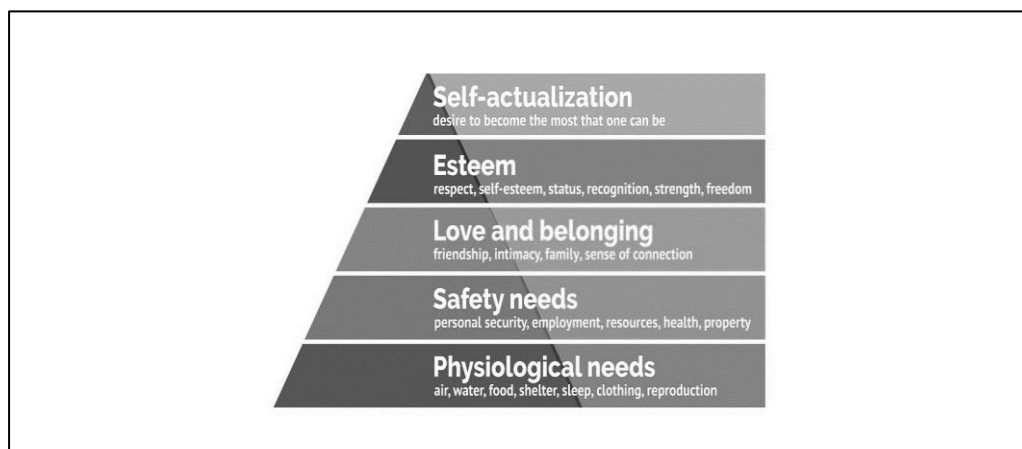 Self-actualization
desire to become the most that one can be
Esteem
respect, self-esteem, status, recognition, strength, freedom
Love and belonging
friendship, intimacy, family, sense of connection
Safety needs
personal security, employment, resources, health, property
Physiological needs
air, water, food, shelter, sleep, clothing, reproduction